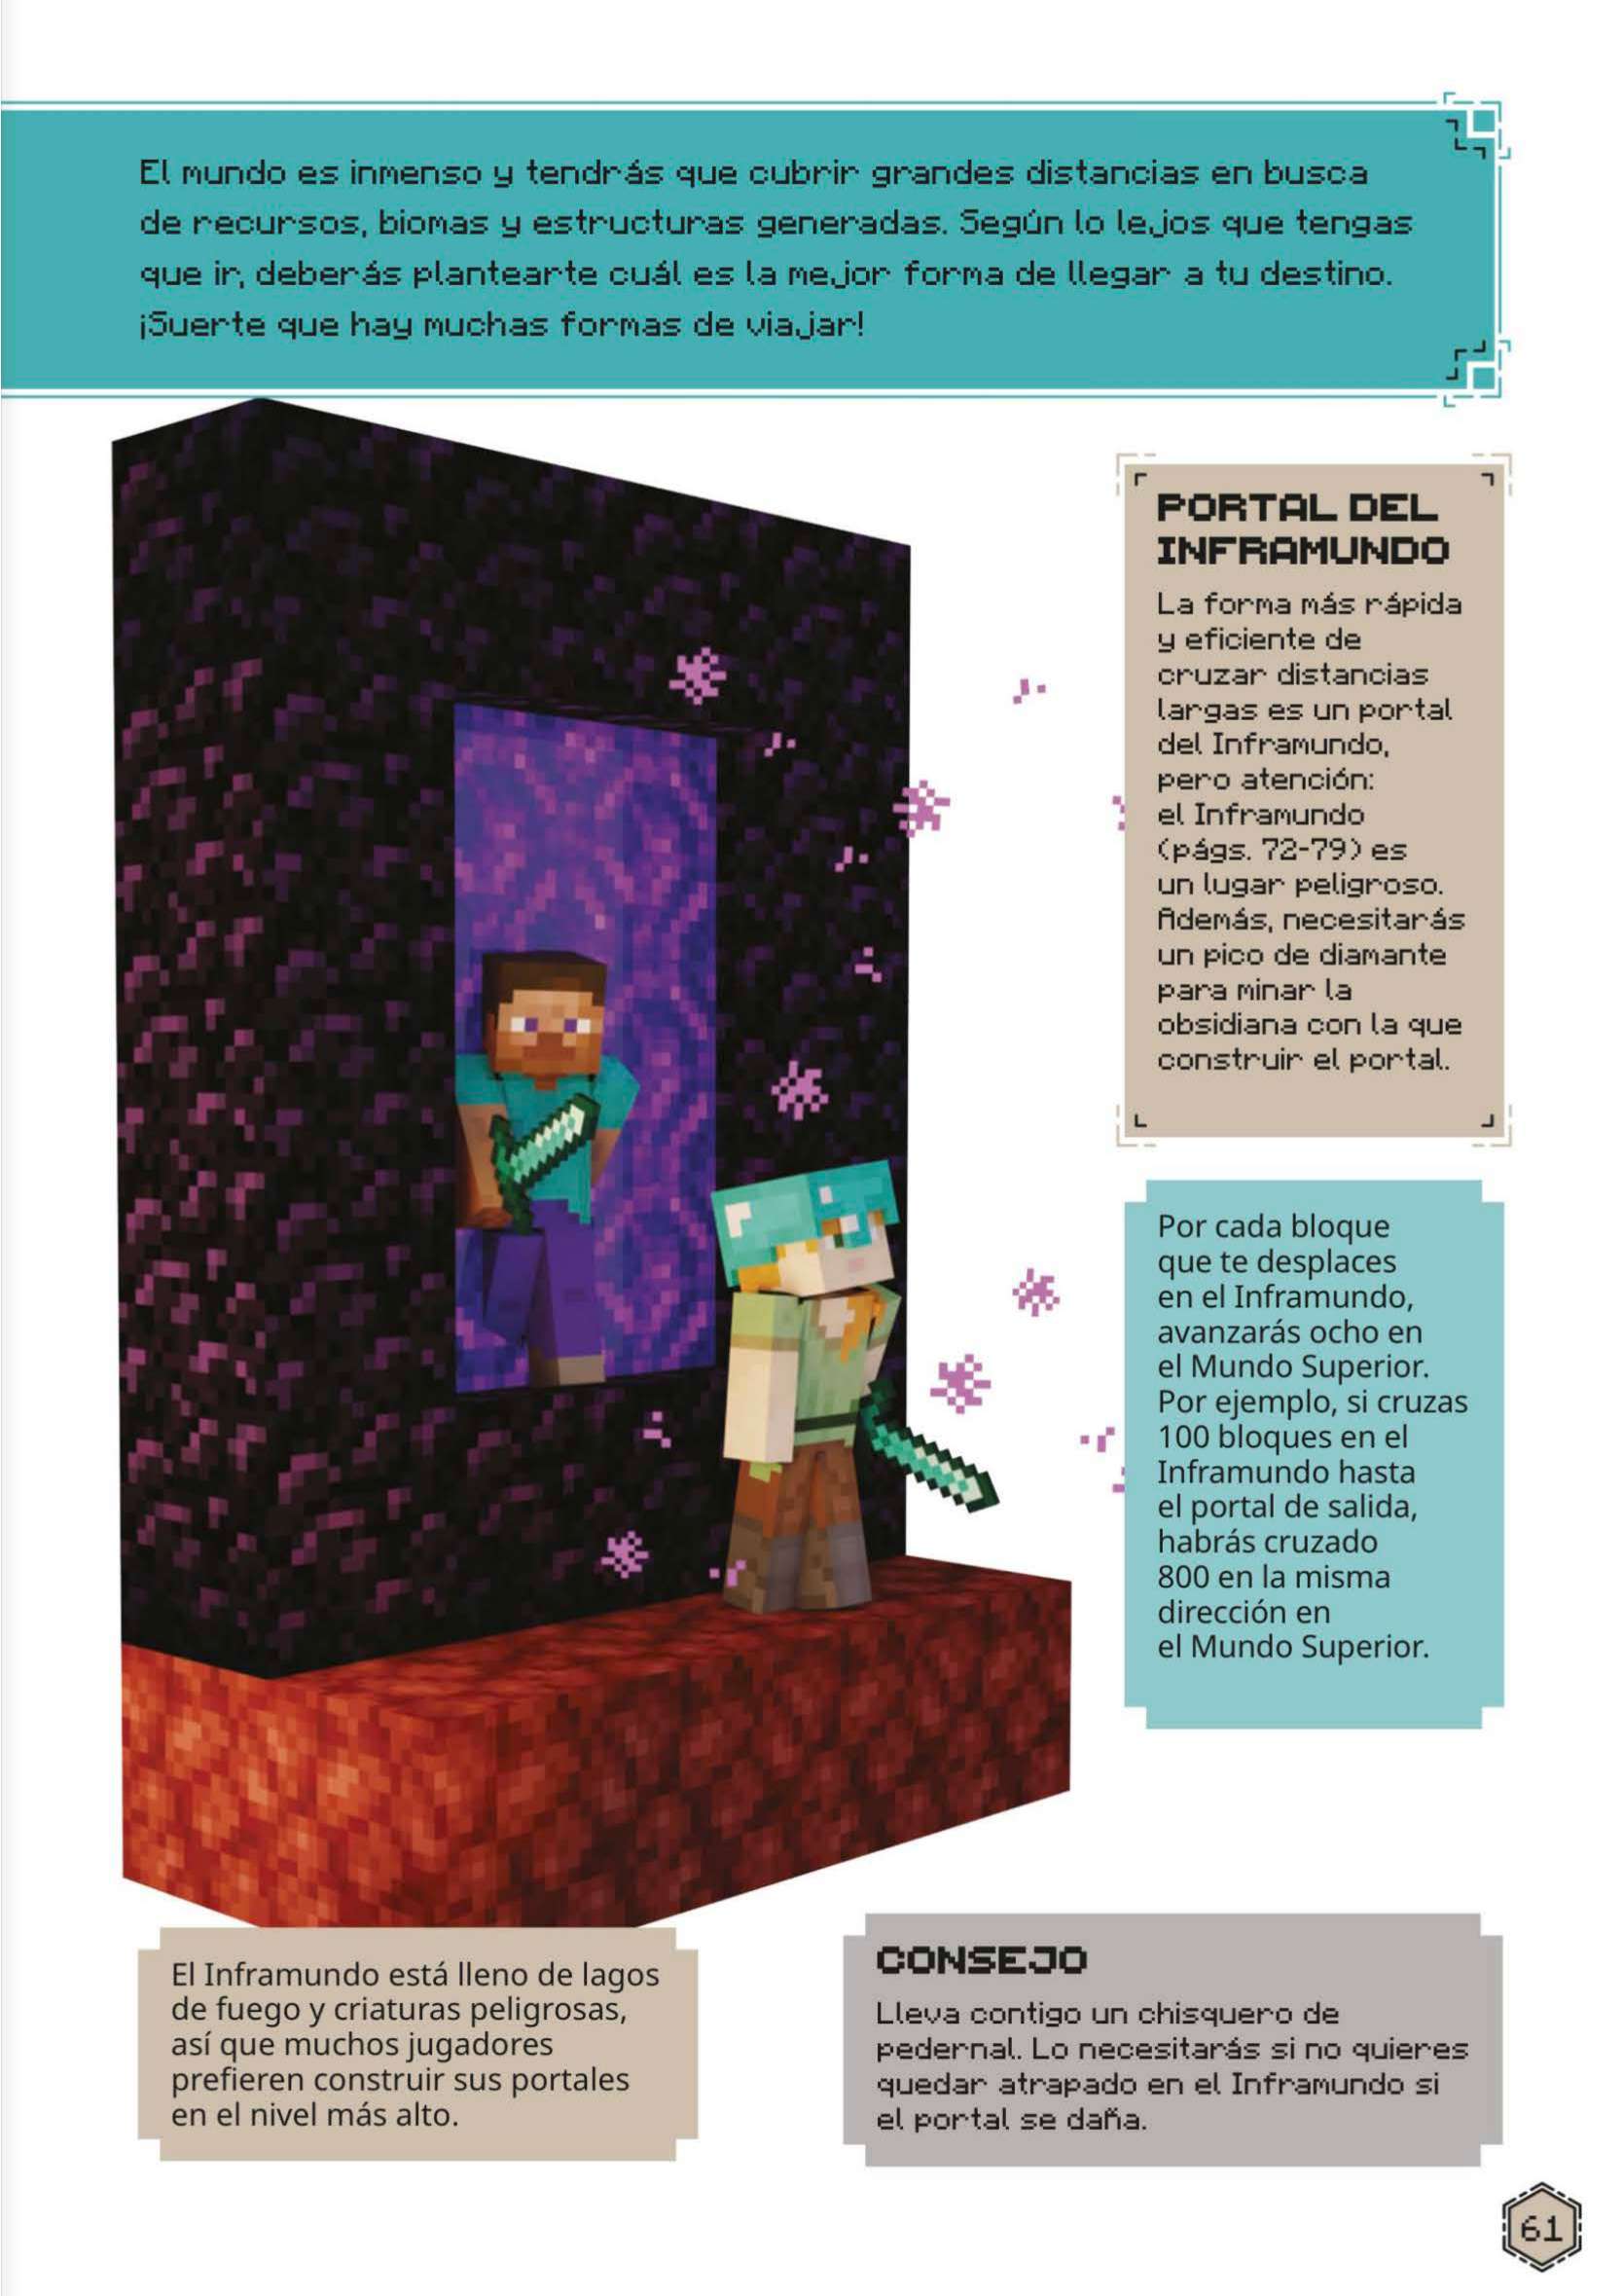 El mundo es inmenso y tendrás que cubrir grandes distancias en busca
de recursos, biomas y estructuras generadas. Según lo lejos que tengas
que ir, deberás plantearte cuál es la mejor forma de llegar a tu destino.
¡Suerte que hay muchas formas de viajar!
PORTAL DEL
INFRAMUNDO
La forma más rápida
y eficiente de
cruzar distancias
largas es un portal
del Inframundo,
pero atención:
el Inframundo
(págs. 72-79) es
un lugar peligroso.
Además, necesitarás
un pico de diamante
para minar la
obsidiana con la que
construir el portal.
Por cada bloque
que te desplaces
en el Inframundo,
avanzarás ocho en
el Mundo Superior.
Por ejemplo, si cruzas
100 bloques en el
Inframundo hasta
el portal de salida,
habrás cruzado
800 en la misma
dirección en
el Mundo Superior.
El Inframundo está lleno de lagos
de fuego y criaturas peligrosas,
así que muchos jugadores
prefieren construir sus portales
en el nivel más alto.
CONSEJO
Lleva contigo un chisquero de
pedernal. Lo necesitarás si no quieres
quedar atrapado en el Inframundo si
el portal se daña.
61